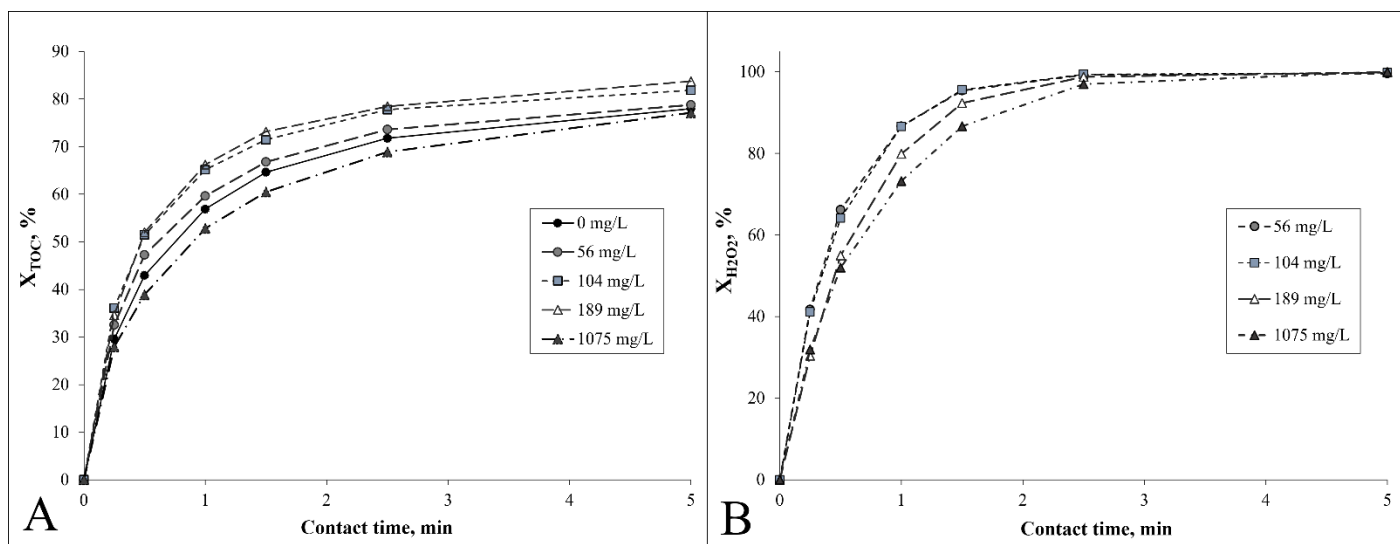 90
80
70
60
50
40
30
20
10
0
X_TOC, %
0 1 2 3 4 5
Contact time, min
0 mg/L
56 mg/L
104 mg/L
189 mg/L
1075 mg/L
A
100
80
60
40
20
0
X_H2O2, %
0 1 2 3 4 5
Contact time, min
56 mg/L
104 mg/L
189 mg/L
1075 mg/L
B